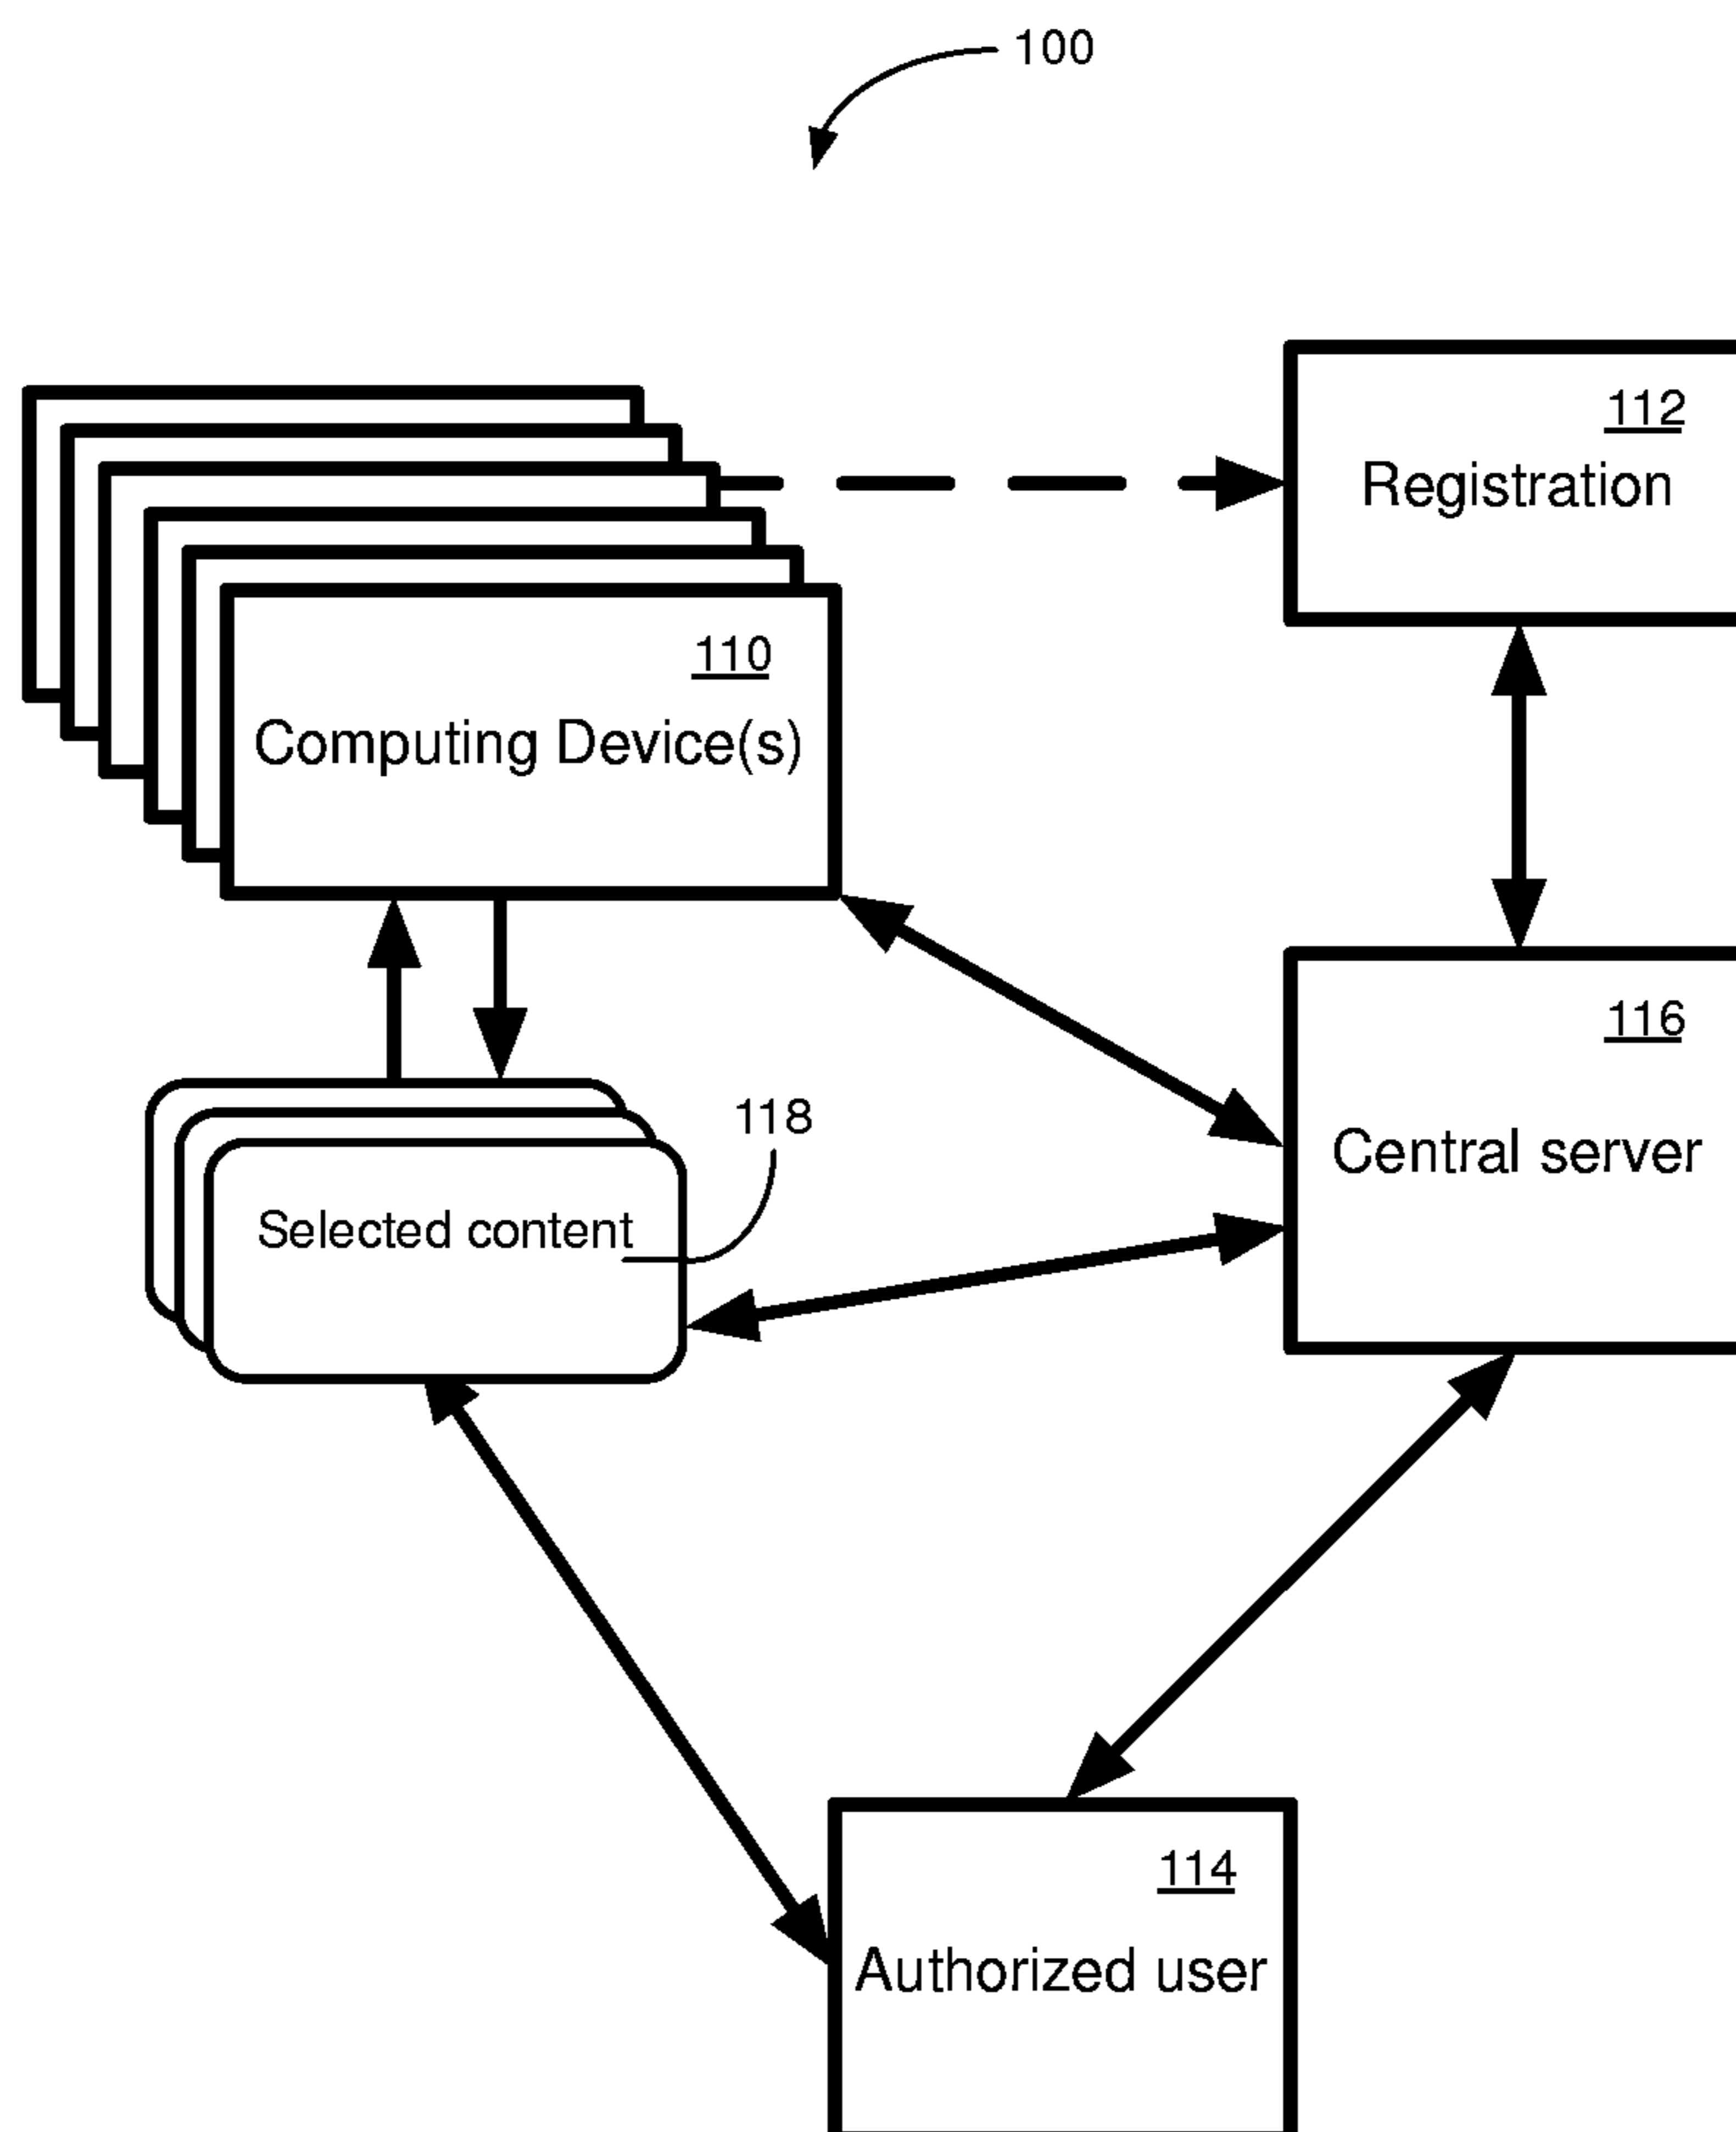 100
112
Registration
110
Computing Device(s)
116
Central server
118
Selected content
114
Authorized user